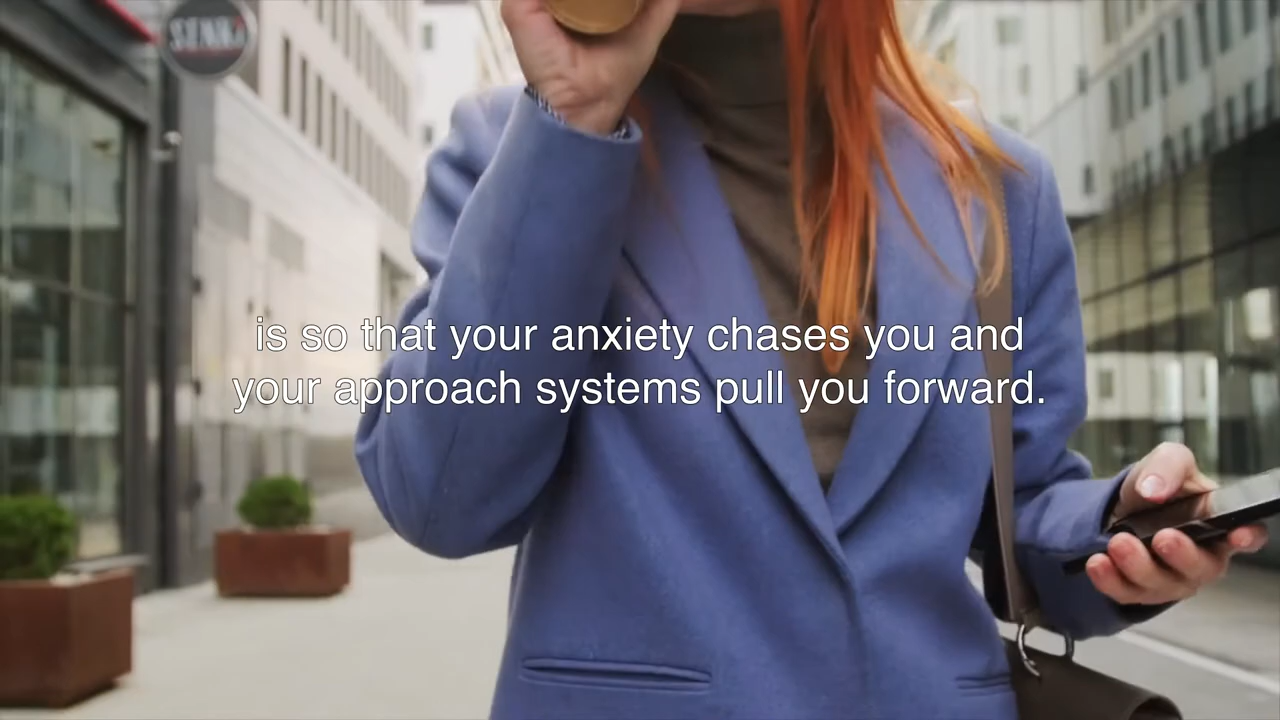 is so that your anxiety chases you and
your approach systems pull you forward.